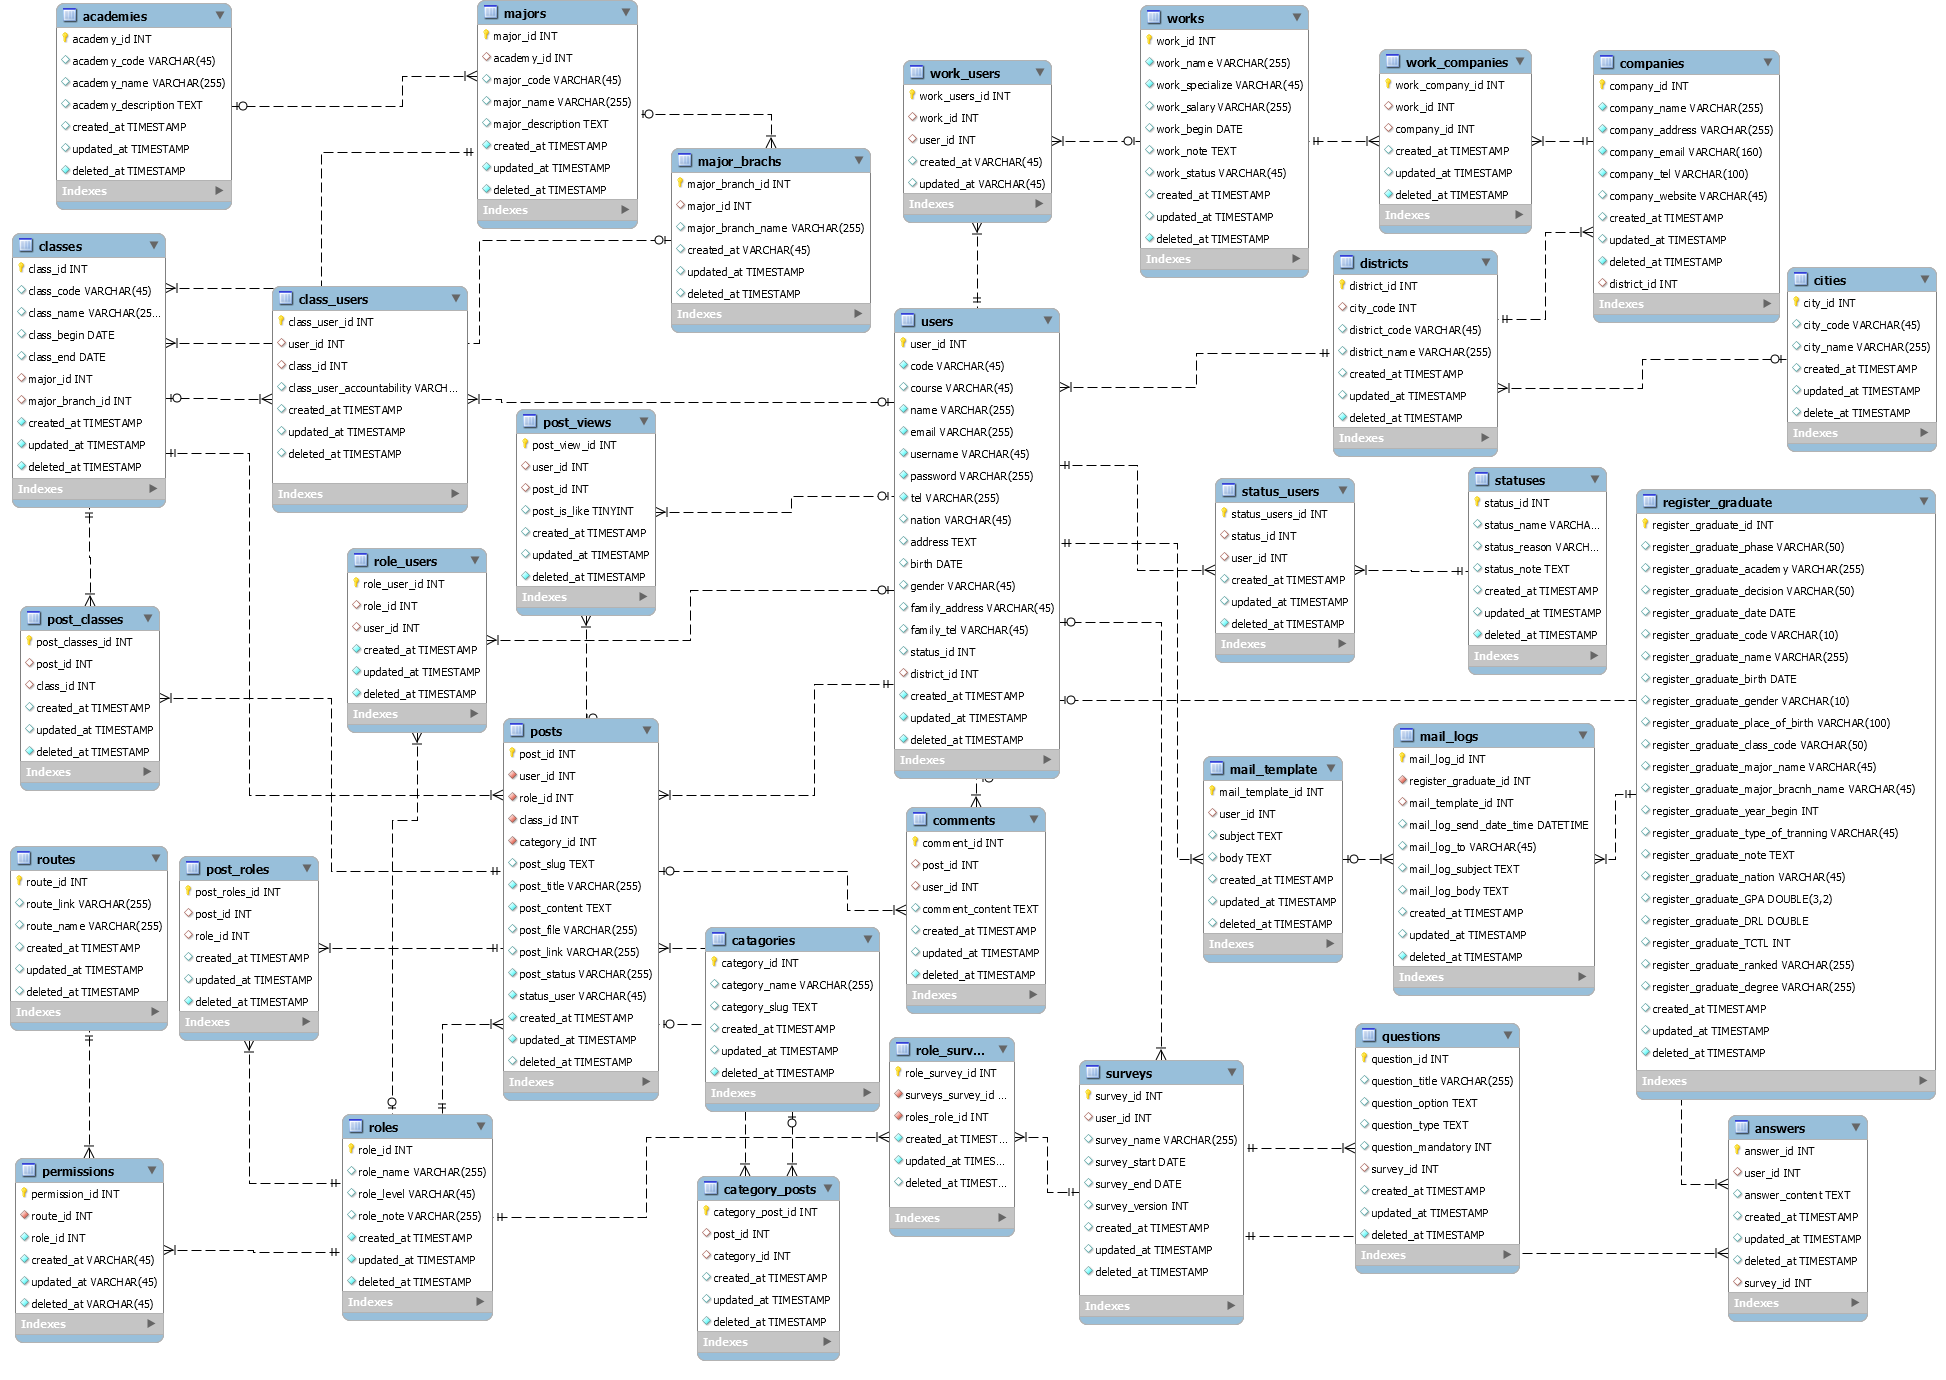 academies
academy_id INT
academy_code VARCHAR(45)
academy_name VARCHAR(255)
academy_description TEXT
created_at TIMESTAMP
updated_at TIMESTAMP
deleted_at TIMESTAMP
Indexes
majors
major_id INT
academy_id INT
major_code VARCHAR(45)
major_name VARCHAR(255)
major_description TEXT
created_at TIMESTAMP
updated_at TIMESTAMP
deleted_at TIMESTAMP
Indexes
major_brachs
major_branch_id INT
major_id INT
major_branch_name VARCHAR(255)
created_at VARCHAR(45)
updated_at TIMESTAMP
deleted_at TIMESTAMP
Indexes
work_users
work_users_id INT
work_id INT
user_id INT
created_at VARCHAR(45)
updated_at VARCHAR(45)
Indexes
works
work_id INT
work_name VARCHAR(255)
work_specialize VARCHAR(45)
work_salary VARCHAR(255)
work_begin DATE
work_note TEXT
work_status VARCHAR(45)
created_at TIMESTAMP
updated_at TIMESTAMP
deleted_at TIMESTAMP
Indexes
work_companies
work_company_id INT
work_id INT
company_id INT
created_at TIMESTAMP
updated_at TIMESTAMP
deleted_at TIMESTAMP
Indexes
companies
company_id INT
company_name VARCHAR(255)
company_address VARCHAR(255)
company_email VARCHAR(160)
company_tel VARCHAR(100)
company_website VARCHAR(45)
created_at TIMESTAMP
updated_at TIMESTAMP
deleted_at TIMESTAMP
district_id INT
Indexes
classes
class_id INT
class_code VARCHAR(45)
class_name VARCHAR(25...
class_begin DATE
class_end DATE
major_id INT
major_branch_id INT
created_at TIMESTAMP
updated_at TIMESTAMP
deleted_at TIMESTAMP
Indexes
class_users
class_user_id INT
user_id INT
class_id INT
class_user_accountability VARCH...
created_at TIMESTAMP
updated_at TIMESTAMP
deleted_at TIMESTAMP
Indexes
users
user_id INT
code VARCHAR(45)
course VARCHAR(45)
name VARCHAR(255)
email VARCHAR(255)
username VARCHAR(45)
password VARCHAR(255)
tel VARCHAR(255)
nation VARCHAR(45)
address TEXT
birth DATE
gender VARCHAR(45)
family_address VARCHAR(45)
family_tel VARCHAR(45)
status_id INT
district_id INT
created_at TIMESTAMP
updated_at TIMESTAMP
deleted_at TIMESTAMP
Indexes
districts
district_id INT
city_code INT
district_code VARCHAR(45)
district_name VARCHAR(255)
created_at TIMESTAMP
updated_at TIMESTAMP
deleted_at TIMESTAMP
Indexes
cities
city_id INT
city_code VARCHAR(45)
city_name VARCHAR(255)
created_at TIMESTAMP
updated_at TIMESTAMP
delete_at TIMESTAMP
Indexes
post_views
post_view_id INT
user_id INT
post_id INT
post_is_like TINYINT
created_at TIMESTAMP
updated_at TIMESTAMP
deleted_at TIMESTAMP
Indexes
status_users
status_users_id INT
status_id INT
user_id INT
created_at TIMESTAMP
updated_at TIMESTAMP
deleted_at TIMESTAMP
Indexes
statuses
status_id INT
status_name VARCHA...
status_reason VARCH...
status_note TEXT
created_at TIMESTAMP
updated_at TIMESTAMP
deleted_at TIMESTAMP
Indexes
register_graduate
register_graduate_id INT
register_graduate_phase VARCHAR(50)
register_graduate_academy VARCHAR(255)
register_graduate_decision VARCHAR(50)
register_graduate_date DATE
register_graduate_code VARCHAR(10)
register_graduate_name VARCHAR(255)
register_graduate_birth DATE
register_graduate_gender VARCHAR(10)
register_graduate_place_of_birth VARCHAR(100)
register_graduate_class_code VARCHAR(50)
register_graduate_major_name VARCHAR(45)
register_graduate_major_bracnh_name VARCHAR(45)
register_graduate_year_begin INT
register_graduate_type_of_tranning VARCHAR(45)
register_graduate_note TEXT
register_graduate_nation VARCHAR(45)
register_graduate_GPA DOUBLE(3,2)
register_graduate_DRL DOUBLE
register_graduate_TCTL INT
register_graduate_ranked VARCHAR(255)
register_graduate_degree VARCHAR(255)
created_at TIMESTAMP
updated_at TIMESTAMP
deleted_at TIMESTAMP
Indexes
role_users
role_user_id INT
role_id INT
user_id INT
created_at TIMESTAMP
updated_at TIMESTAMP
deleted_at TIMESTAMP
Indexes
post_classes
post_classes_id INT
post_id INT
class_id INT
created_at TIMESTAMP
updated_at TIMESTAMP
deleted_at TIMESTAMP
Indexes
posts
post_id INT
user_id INT
role_id INT
class_id INT
category_id INT
post_slug TEXT
post_title VARCHAR(255)
post_content TEXT
post_file VARCHAR(255)
post_link VARCHAR(255)
post_status VARCHAR(255)
status_user VARCHAR(45)
created_at TIMESTAMP
updated_at TIMESTAMP
deleted_at TIMESTAMP
Indexes
mail_template
mail_template_id INT
user_id INT
subject TEXT
body TEXT
created_at TIMESTAMP
updated_at TIMESTAMP
deleted_at TIMESTAMP
Indexes
mail_logs
mail_log_id INT
register_graduate_id INT
mail_template_id INT
mail_log_send_date_time DATETIME
mail_log_to VARCHAR(45)
mail_log_subject TEXT
mail_log_body TEXT
created_at TIMESTAMP
updated_at TIMESTAMP
deleted_at TIMESTAMP
Indexes
comments
comment_id INT
post_id INT
user_id INT
comment_content TEXT
created_at TIMESTAMP
updated_at TIMESTAMP
deleted_at TIMESTAMP
Indexes
routes
route_id INT
route_link VARCHAR(255)
route_name VARCHAR(255)
created_at TIMESTAMP
updated_at TIMESTAMP
deleted_at TIMESTAMP
Indexes
post_roles
post_roles_id INT
post_id INT
role_id INT
created_at TIMESTAMP
updated_at TIMESTAMP
deleted_at TIMESTAMP
Indexes
catagories
category_id INT
category_name VARCHAR(255)
category_slug TEXT
created_at TIMESTAMP
updated_at TIMESTAMP
deleted_at TIMESTAMP
Indexes
role_surv...
role_survey_id INT
surveys_survey_id ...
roles_role_id INT
created_at TIMEST...
updated_at TIMES...
deleted_at TIMEST...
Indexes
surveys
survey_id INT
user_id INT
survey_name VARCHAR(255)
survey_start DATE
survey_end DATE
survey_version INT
created_at TIMESTAMP
updated_at TIMESTAMP
deleted_at TIMESTAMP
Indexes
questions
question_id INT
question_title VARCHAR(255)
question_option TEXT
question_type TEXT
question_mandatory INT
survey_id INT
created_at TIMESTAMP
updated_at TIMESTAMP
deleted_at TIMESTAMP
Indexes
answers
answer_id INT
user_id INT
answer_content TEXT
created_at TIMESTAMP
updated_at TIMESTAMP
deleted_at TIMESTAMP
survey_id INT
Indexes
permissions
permission_id INT
route_id INT
role_id INT
created_at VARCHAR(45)
updated_at VARCHAR(45)
deleted_at VARCHAR(45)
Indexes
roles
role_id INT
role_name VARCHAR(255)
role_level VARCHAR(45)
role_note VARCHAR(255)
created_at TIMESTAMP
updated_at TIMESTAMP
deleted_at TIMESTAMP
Indexes
category_posts
category_post_id INT
post_id INT
category_id INT
created_at TIMESTAMP
updated_at TIMESTAMP
deleted_at TIMESTAMP
Indexes